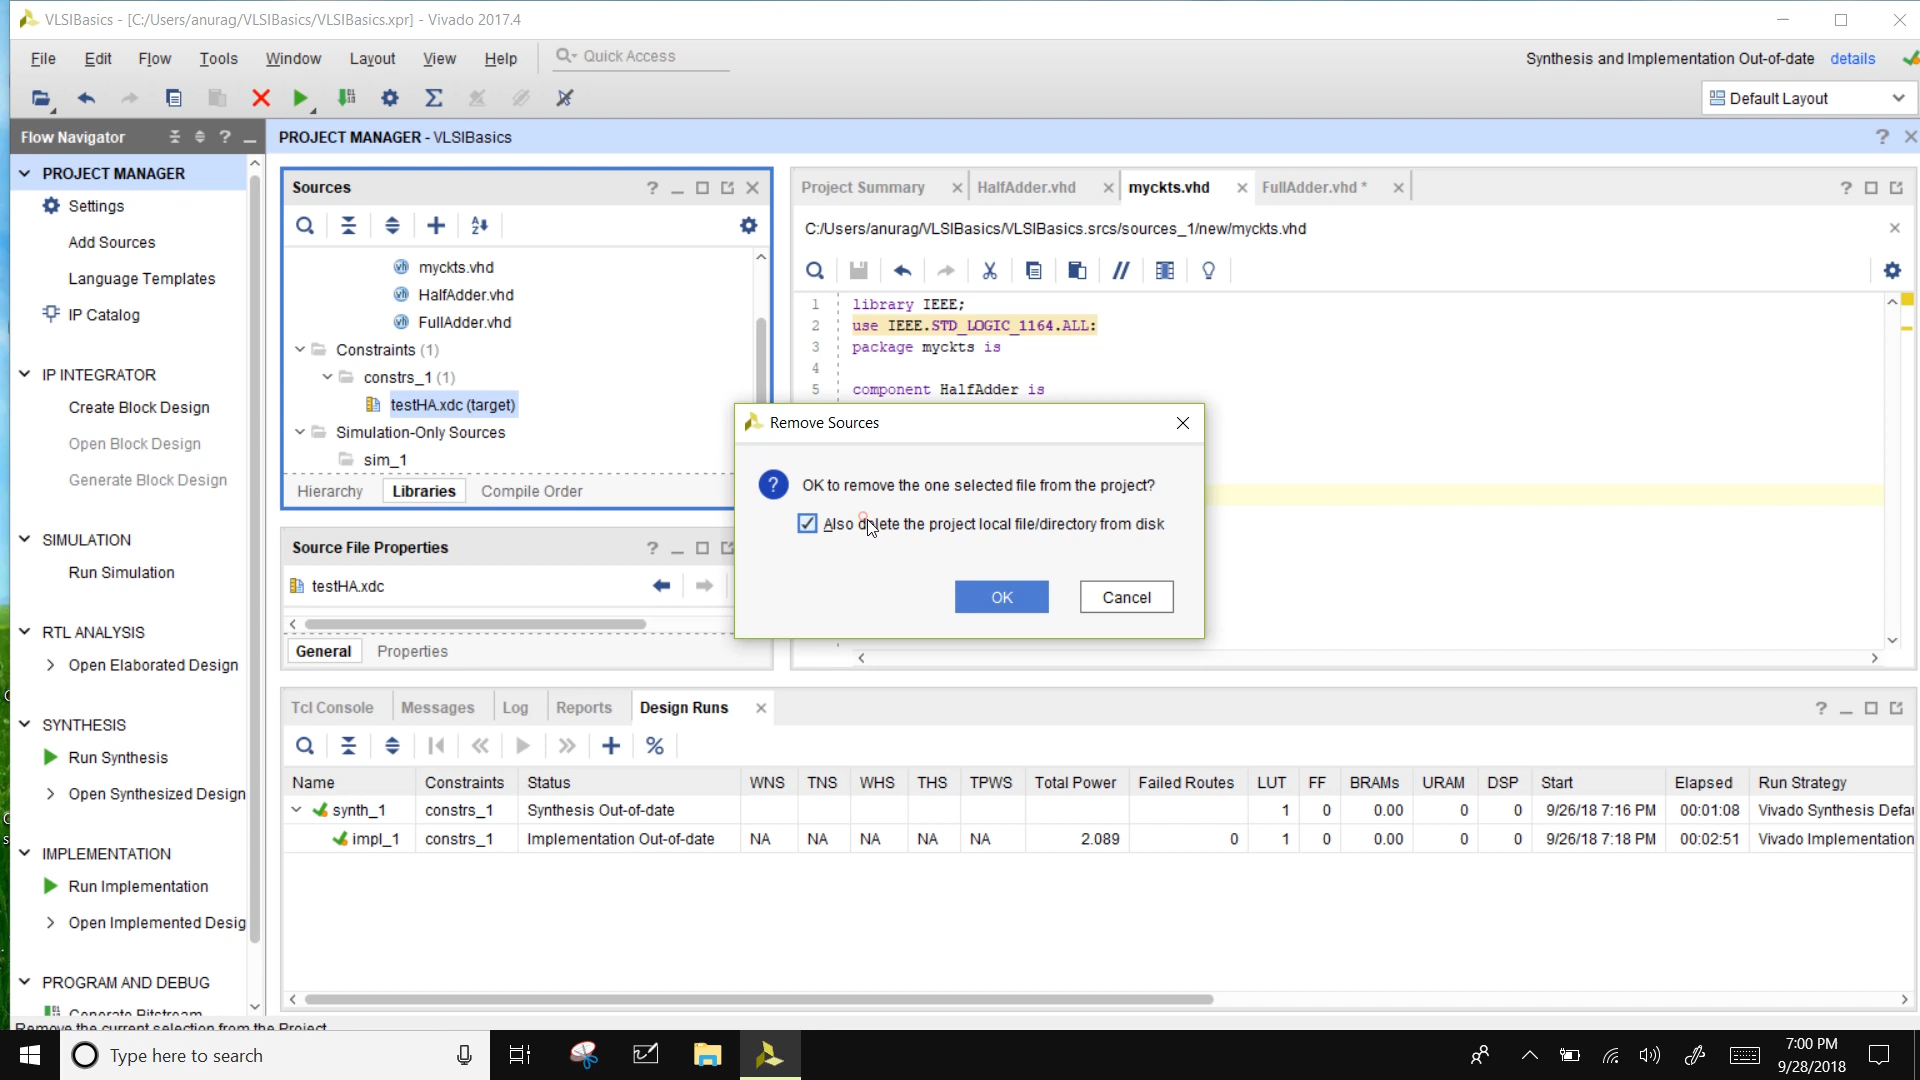 VLSIBasics - [C:/Users/anurag/VLSIBasics/VLSIBasics.xpr] - Vivado 2017.4
File Edit Flow Tools Window Layout View Help Quick Access
Synthesis and Implementation Out-of-date details
Default Layout
Flow Navigator
PROJECT MANAGER - VLSIBasics
PROJECT MANAGER
Settings
Add Sources
Language Templates
IP Catalog
IP INTEGRATOR
Create Block Design
Open Block Design
Generate Block Design
SIMULATION
Run Simulation
RTL ANALYSIS
Open Elaborated Design
SYNTHESIS
Run Synthesis
Open Synthesized Design
IMPLEMENTATION
Run Implementation
Open Implemented Desig
PROGRAM AND DEBUG
Generate Bitstream
Remove the current selection from the Project
Sources
myckts.vhd
HalfAdder.vhd
FullAdder.vhd
Constraints (1)
constrs_1 (1)
testHA.xdc (target)
Simulation-Only Sources
sim_1
Hierarchy Libraries Compile Order
Source File Properties
testHA.xdc
General Properties
Project Summary HalfAdder.vhd myckts.vhd FullAdder.vhd *
C:/Users/anurag/VLSIBasics/VLSIBasics.srcs/sources_1/new/myckts.vhd
1 library IEEE;
2 use IEEE.STD_LOGIC_1164.ALL;
3 package myckts is
4
5 component HalfAdder is
Remove Sources
OK to remove the one selected file from the project?
Also delete the project local file/directory from disk
OK Cancel
Tcl Console Messages Log Reports Design Runs
Name Constraints Status WNS TNS WHS THS TPWS Total Power Failed Routes LUT FF BRAMs URAM DSP Start Elapsed Run Strategy
synth_1 constrs_1 Synthesis Out-of-date 1 0 0.00 0 0 9/26/18 7:16 PM 00:01:08 Vivado Synthesis Defau
impl_1 constrs_1 Implementation Out-of-date NA NA NA NA NA 2.089 0 1 0 0.00 0 0 9/26/18 7:18 PM 00:02:51 Vivado Implementation
Type here to search
7:00 PM
9/28/2018